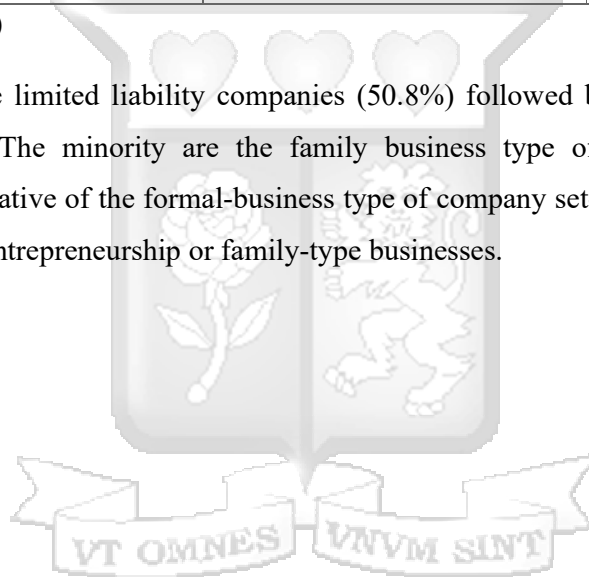 )
e limited liability companies (50.8%) followed b
The minority are the family business type of
ative of the formal-business type of company set
ntrepreneurship or family-type businesses.
VT OMNES VNVM SINT